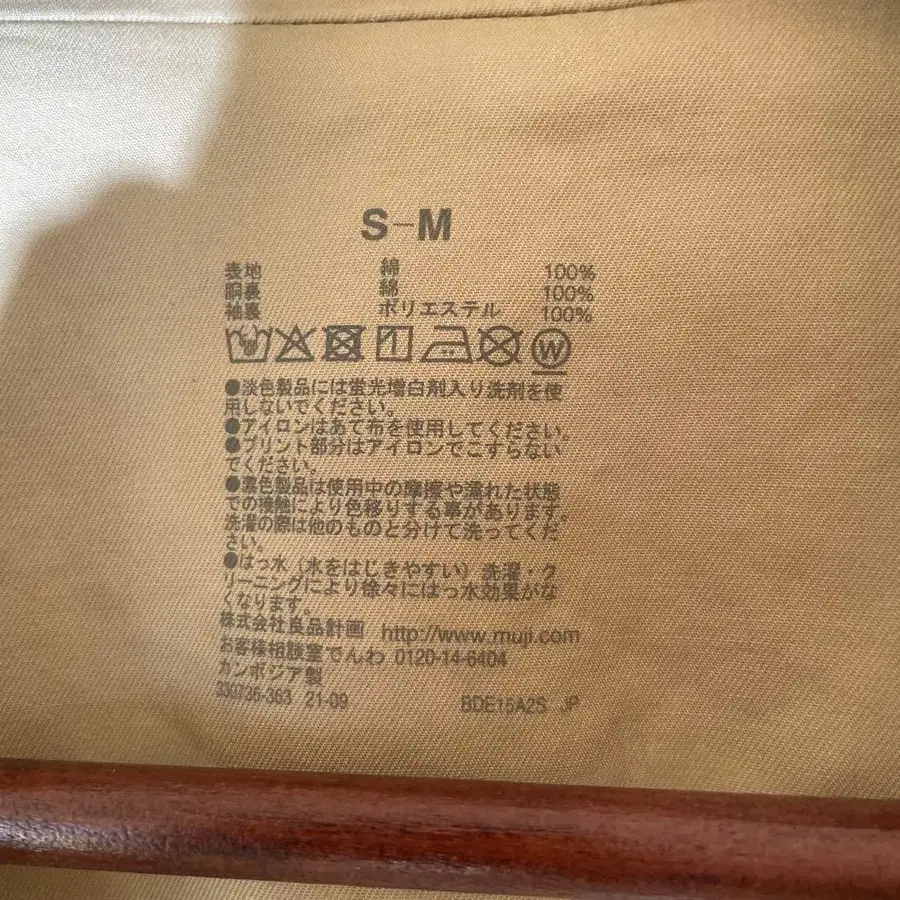 S-M
表地 綿 100%
胴裏 綿 100%
袖裏 ポリエステル 100%
W
●淡色製品には蛍光増白剤入り洗剤を使
用しないでください。
●アイロンはあて布を使用してください。
●プリント部分はアイロンでこすらない
でください。
●濃色製品は使用中の摩擦や濡れた状態
での接触により色移りする事があります。
洗濯の際は他のものと分けて洗ってくだ
さい。
●はっ水（水をはじきやすい）洗濯・ク
リーニングにより徐々にはっ水効果がな
くなります。
株式会社良品計画 http://www.muji.com
お客様相談室でんわ 0120-14-6404
カンボジア製
330736-363 21-09 BDE15A2S JP